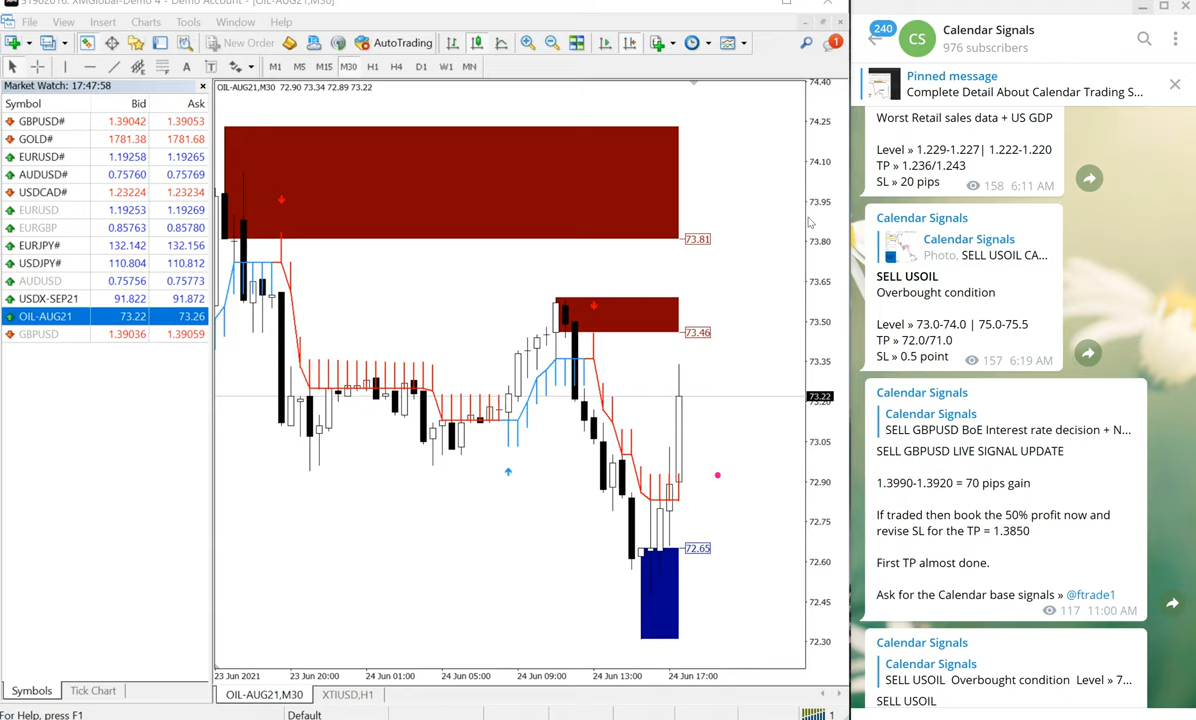 51902016: XMGlobal-Demo 4 - Demo Account - [OIL-AUG21,M30]
File View Insert Charts Tools Window Help
New Order AutoTrading 1
A T M1 M5 M15 M30 H1 H4 D1 W1 MN
Market Watch: 17:47:58
Symbol Bid Ask
GBPUSD# 1.39042 1.39053
GOLD# 1781.38 1781.68
EURUSD# 1.19258 1.19265
AUDUSD# 0.75760 0.75769
USDCAD# 1.23224 1.23234
EURUSD 1.19253 1.19269
EURGBP 0.85763 0.85780
EURJPY# 132.142 132.156
USDJPY# 110.804 110.812
AUDUSD 0.75756 0.75773
USDX-SEP21 91.822 91.872
OIL-AUG21 73.22 73.26
GBPUSD 1.39036 1.39059
Symbols Tick Chart
For Help, press F1
Default
1
OIL-AUG21,M30 72.90 73.34 72.89 73.22
73.81
73.46
72.65
74.40
74.25
74.10
73.95
73.80
73.65
73.50
73.35
73.22
73.20
73.05
72.90
72.75
72.60
72.45
72.30
23 Jun 2021 23 Jun 20:00 24 Jun 01:00 24 Jun 05:00 24 Jun 09:00 24 Jun 13:00 24 Jun 17:00
OIL-AUG21,M30 XTIUSD,H1
240
CS
Calendar Signals
976 subscribers
Pinned message
Complete Detail About Calendar Trading S...
Worst Retail sales data + US GDP
Level » 1.229-1.227| 1.222-1.220
TP » 1.236/1.243
SL » 20 pips
158 6:11 AM
Calendar Signals
Calendar Signals
Photo, SELL USOIL CA...
SELL USOIL
Overbought condition
Level » 73.0-74.0 | 75.0-75.5
TP » 72.0/71.0
SL » 0.5 point
157 6:19 AM
Calendar Signals
Calendar Signals
SELL GBPUSD BoE Interest rate decision + N...
SELL GBPUSD LIVE SIGNAL UPDATE
1.3990-1.3920 = 70 pips gain
If traded then book the 50% profit now and
revise SL for the TP = 1.3850
First TP almost done.
Ask for the Calendar base signals » @ftrade1
117 11:00 AM
Calendar Signals
Calendar Signals
SELL USOIL Overbought condition Level » 7...
SELL USOIL